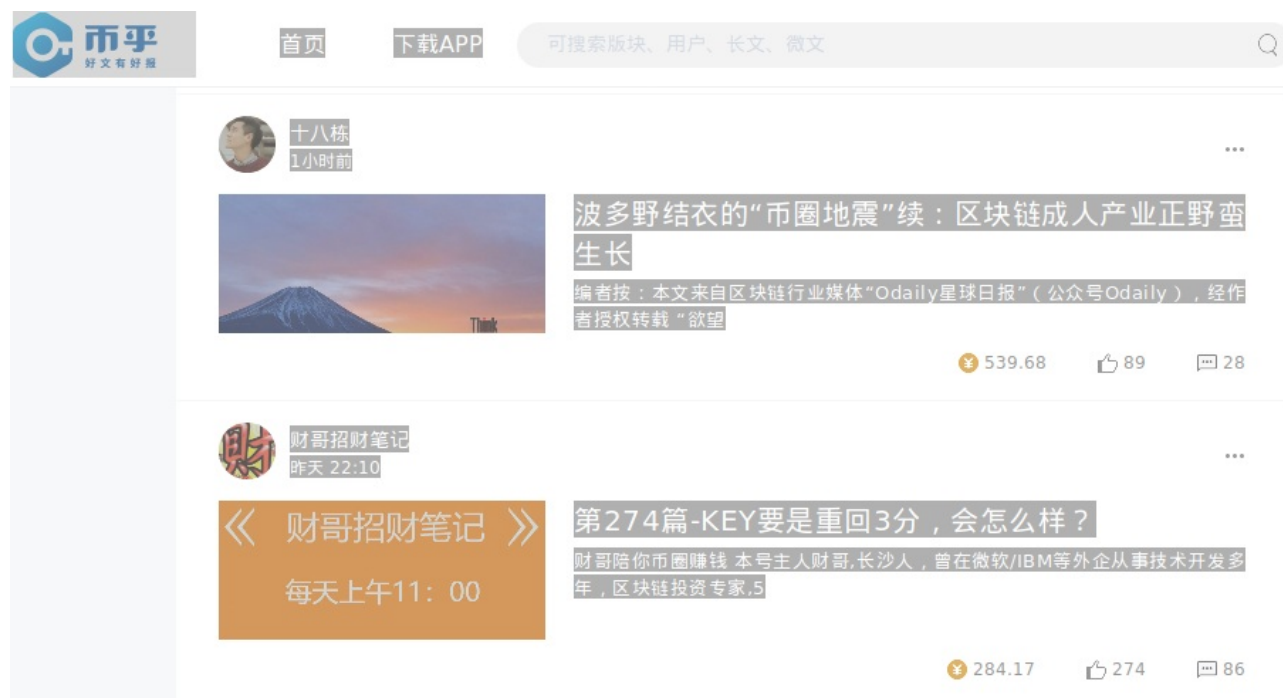 币乎
好文有好报
首页
下载APP
可搜索版块、用户、长文、微文
十八栋
1小时前
波多野结衣的“币圈地震”续：区块链成人产业正野蛮
生长
编者按：本文来自区块链行业媒体“Odaily星球日报”（公众号Odaily），经作
者授权转载 “欲望
Think
539.68
89
28
财哥招财笔记
昨天 22:10
财哥招财笔记
每天上午11：00
第274篇-KEY要是重回3分，会怎么样？
财哥陪你币圈赚钱 本号主人财哥,长沙人，曾在微软/IBM等外企从事技术开发多
年，区块链投资专家,5
284.17
274
86